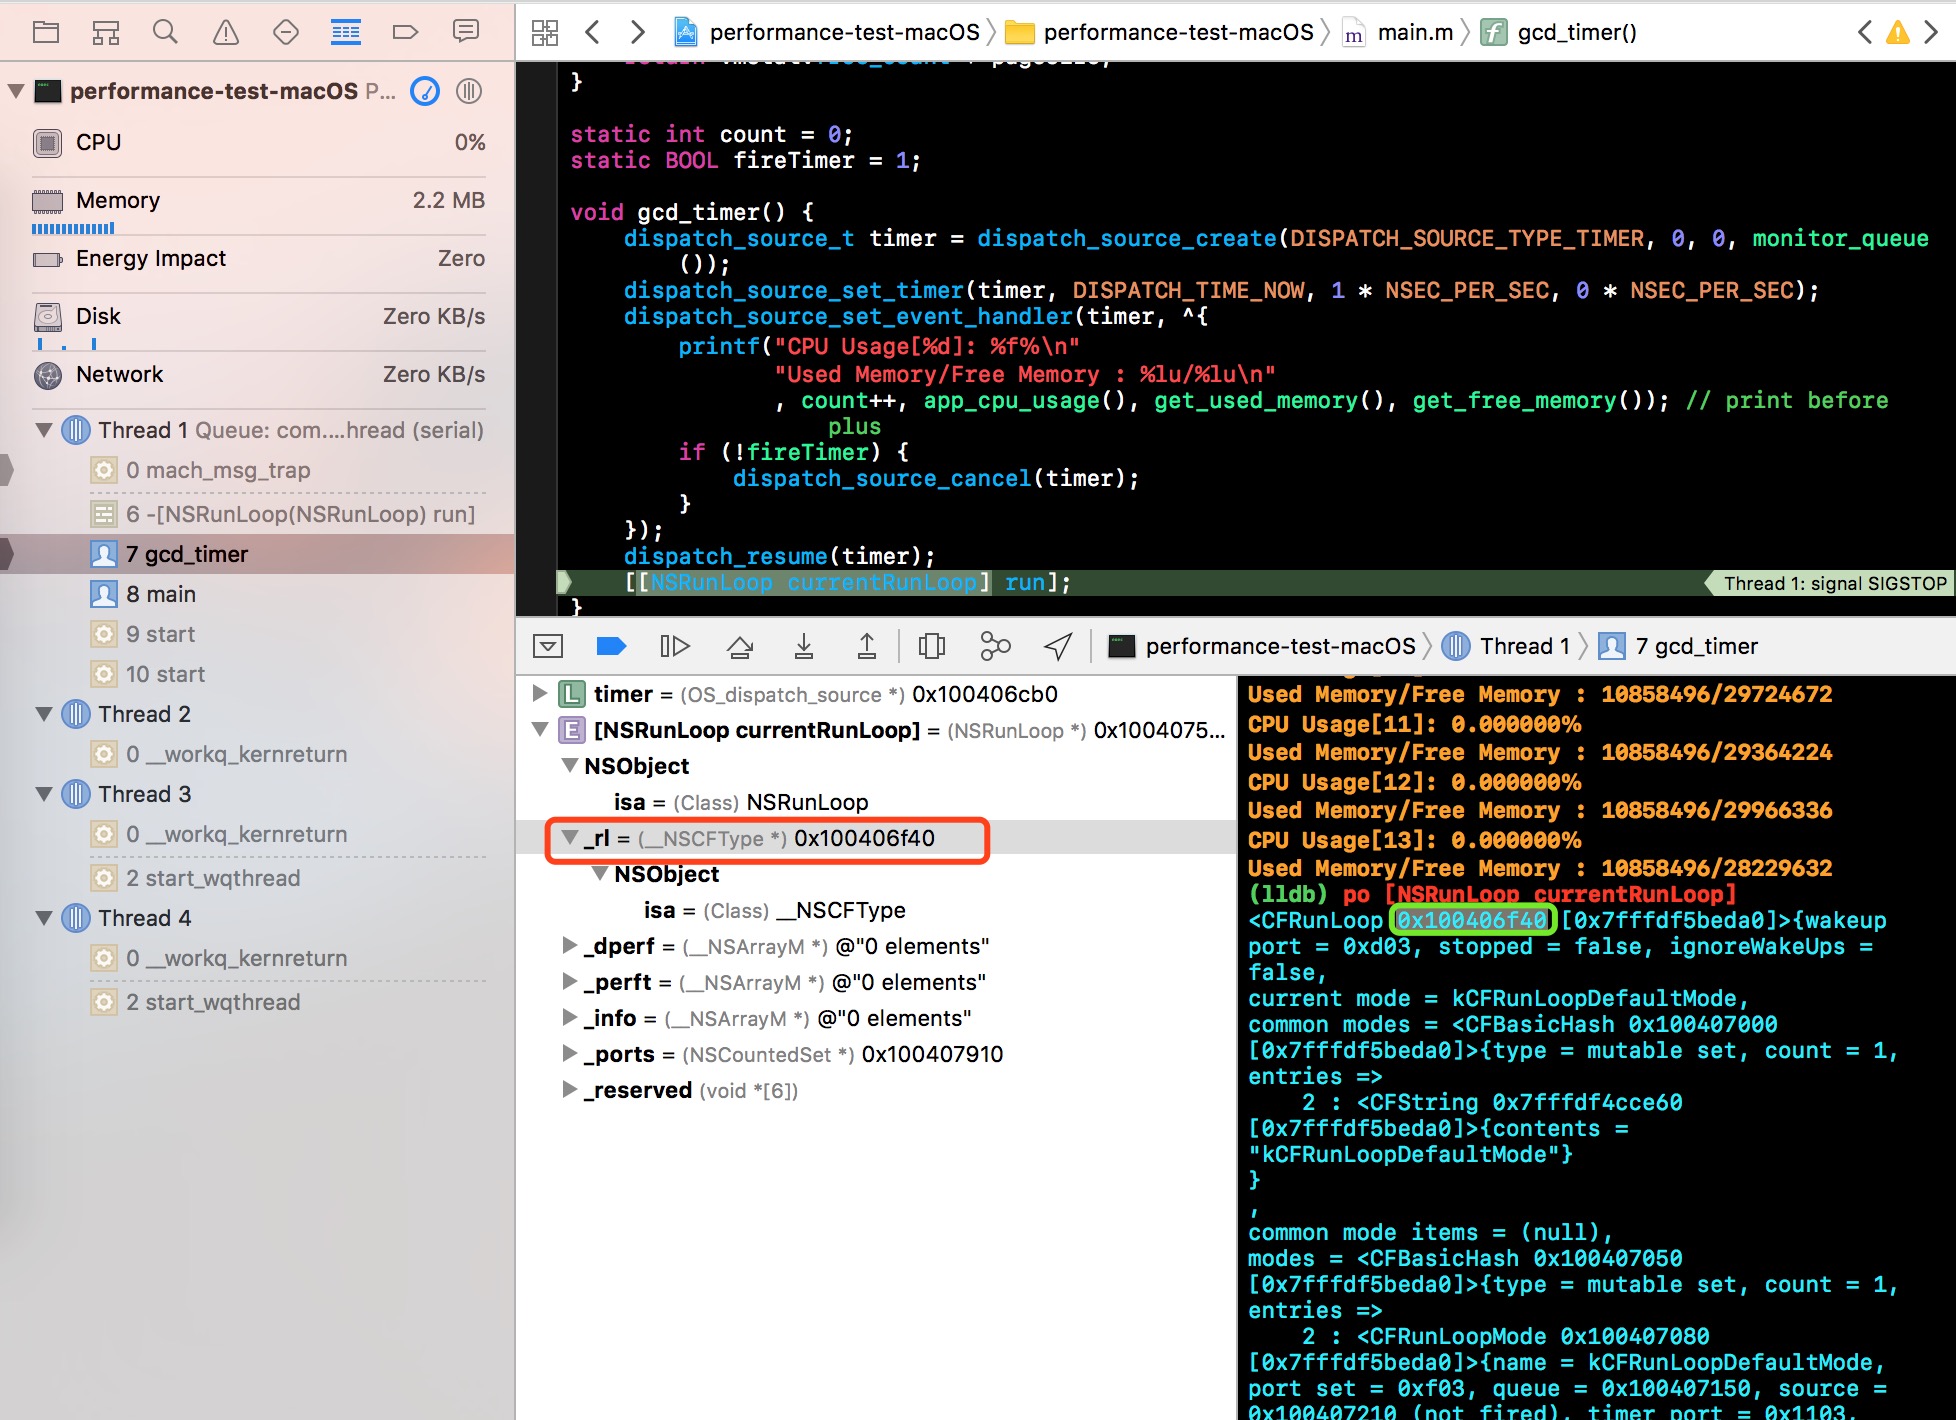 performance-test-macOS
performance-test-macOS
main.m
gcd_timer()
performance-test-macOS P...
CPU 0%
Memory 2.2 MB
Energy Impact Zero
Disk Zero KB/s
Network Zero KB/s
Thread 1 Queue: com....hread (serial)
0 mach_msg_trap
6 -[NSRunLoop(NSRunLoop) run]
7 gcd_timer
8 main
9 start
10 start
Thread 2
0 __workq_kernreturn
Thread 3
0 __workq_kernreturn
2 start_wqthread
Thread 4
0 __workq_kernreturn
2 start_wqthread
}
static int count = 0;
static BOOL fireTimer = 1;
void gcd_timer() {
dispatch_source_t timer = dispatch_source_create(DISPATCH_SOURCE_TYPE_TIMER, 0, 0, monitor_queue
());
dispatch_source_set_timer(timer, DISPATCH_TIME_NOW, 1 * NSEC_PER_SEC, 0 * NSEC_PER_SEC);
dispatch_source_set_event_handler(timer, ^{
printf("CPU Usage[%d]: %f%\n"
"Used Memory/Free Memory : %lu/%lu\n"
, count++, app_cpu_usage(), get_used_memory(), get_free_memory()); // print before
plus
if (!fireTimer) {
dispatch_source_cancel(timer);
}
});
dispatch_resume(timer);
[[NSRunLoop currentRunLoop] run];
Thread 1: signal SIGSTOP
}
performance-test-macOS
Thread 1
7 gcd_timer
L timer = (OS_dispatch_source *) 0x100406cb0
E [NSRunLoop currentRunLoop] = (NSRunLoop *) 0x1004075...
NSObject
isa = (Class) NSRunLoop
_rl = (__NSCFType *) 0x100406f40
NSObject
isa = (Class) __NSCFType
_dperf = (__NSArrayM *) @"0 elements"
_perft = (__NSArrayM *) @"0 elements"
_info = (__NSArrayM *) @"0 elements"
_ports = (NSCountedSet *) 0x100407910
_reserved (void *[6])
Used Memory/Free Memory : 10858496/29724672
CPU Usage[11]: 0.000000%
Used Memory/Free Memory : 10858496/29364224
CPU Usage[12]: 0.000000%
Used Memory/Free Memory : 10858496/29966336
CPU Usage[13]: 0.000000%
Used Memory/Free Memory : 10858496/28229632
(lldb) po [NSRunLoop currentRunLoop]
<CFRunLoop 0x100406f40 [0x7fffdf5beda0]>{wakeup
port = 0xd03, stopped = false, ignoreWakeUps =
false,
current mode = kCFRunLoopDefaultMode,
common modes = <CFBasicHash 0x100407000
[0x7fffdf5beda0]>{type = mutable set, count = 1,
entries =>
2 : <CFString 0x7fffdf4cce60
[0x7fffdf5beda0]>{contents =
"kCFRunLoopDefaultMode"}
}
,
common mode items = (null),
modes = <CFBasicHash 0x100407050
[0x7fffdf5beda0]>{type = mutable set, count = 1,
entries =>
2 : <CFRunLoopMode 0x100407080
[0x7fffdf5beda0]>{name = kCFRunLoopDefaultMode,
port set = 0xf03, queue = 0x100407150, source =
0x100407210 (not fired), timer port = 0x1103,